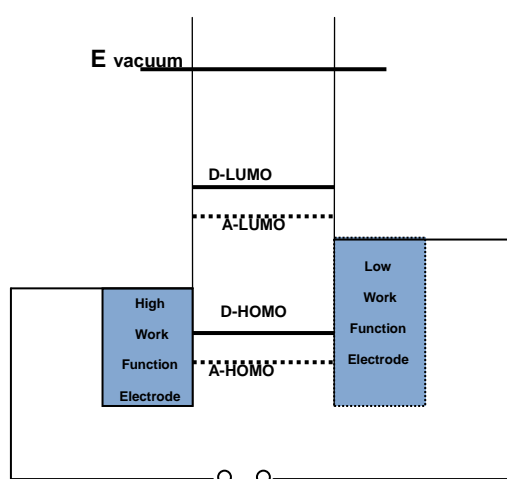 E vacuum
D-LUMO
A-LUMO
D-HOMO
A-HOMO
High
Work
Function
Electrode
Low
Work
Function
Electrode